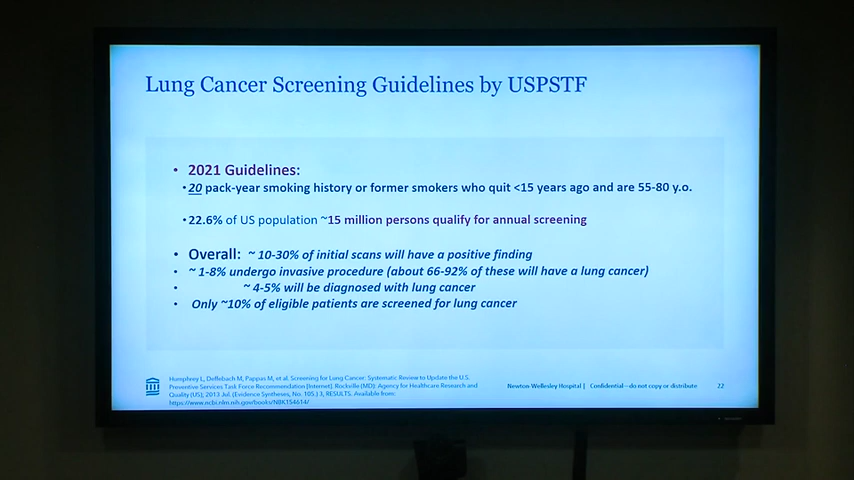 Lung Cancer Screening Guidelines by USPSTF
• 2021 Guidelines:
•20 pack-year smoking history or former smokers who quit <15 years ago and are 55-80 y.o.
•22.6% of US population ~15 million persons qualify for annual screening
• Overall: ~ 10-30% of initial scans will have a positive finding
• ~ 1-8% undergo invasive procedure (about 66-92% of these will have a lung cancer)
• ~ 4-5% will be diagnosed with lung cancer
• Only ~10% of eligible patients are screened for lung cancer
Humphrey L, Deffebach M, Pappus M, et al. Screening for Lung Cancer: Systematic Review to Update the U.S.
Preventive Services Task Force Recommendation [Internet]. Rockville (MD): Agency for Healthcare Research and
Quality (US); 2013 Jul. (Evidence Syntheses, No. 105.) 3, RESULTS. Available from:
https://www.ncbi.nlm.nih.gov/books/NBK154614/
Newton-Wellesley Hospital | Confidential—do not copy or distribute 22